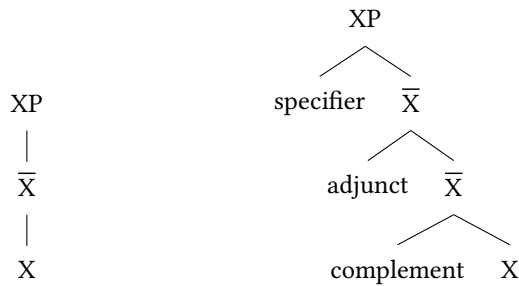 XP
XP
specifier X̅
X̅
adjunct X̅
X
complement X